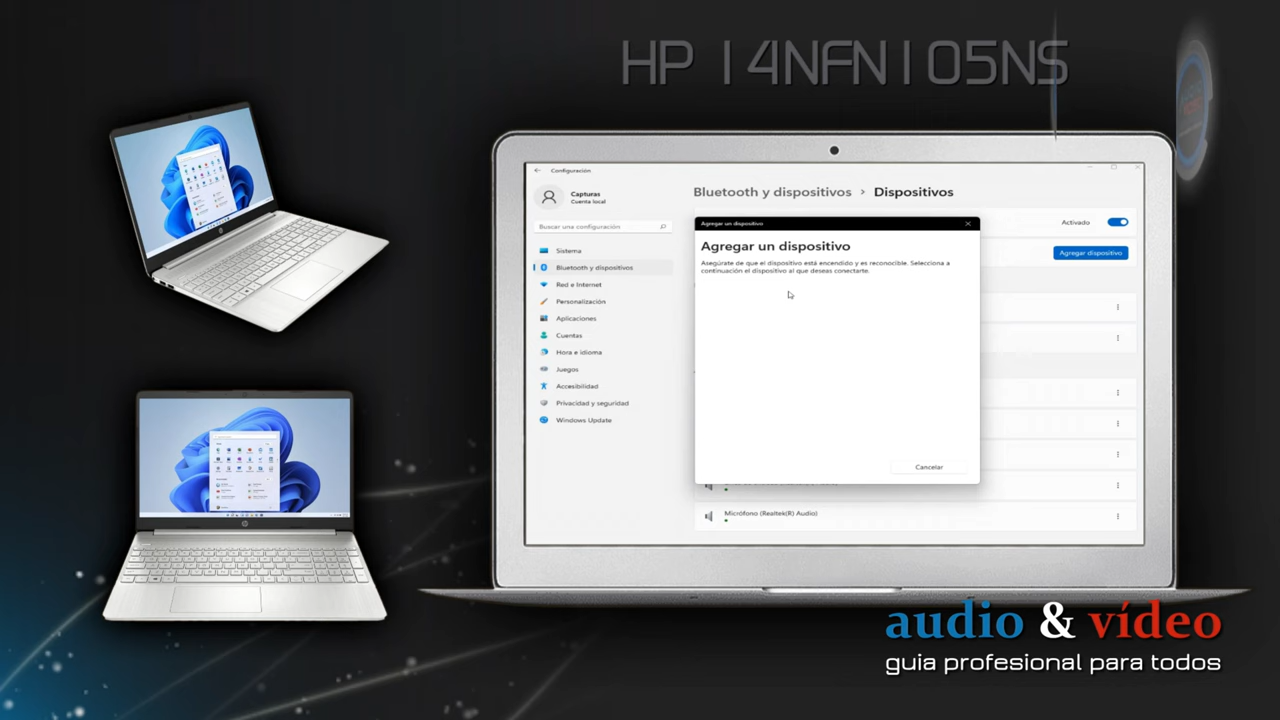 HP 14NFN105NS
Configuración
Capturas
Cuenta local
Buscar una configuración
Sistema
Bluetooth y dispositivos
Red e Internet
Personalización
Aplicaciones
Cuentas
Hora e idioma
Juegos
Accesibilidad
Privacidad y seguridad
Windows Update
Bluetooth y dispositivos > Dispositivos
Activado
Agregar dispositivo
Agregar un dispositivo
Agregar un dispositivo
Asegúrate de que el dispositivo está encendido y es reconocible. Selecciona a
continuación el dispositivo al que deseas conectarte.
Cancelar
Micrófono (Realtek(R) Audio)
audio & vídeo
guia profesional para todos